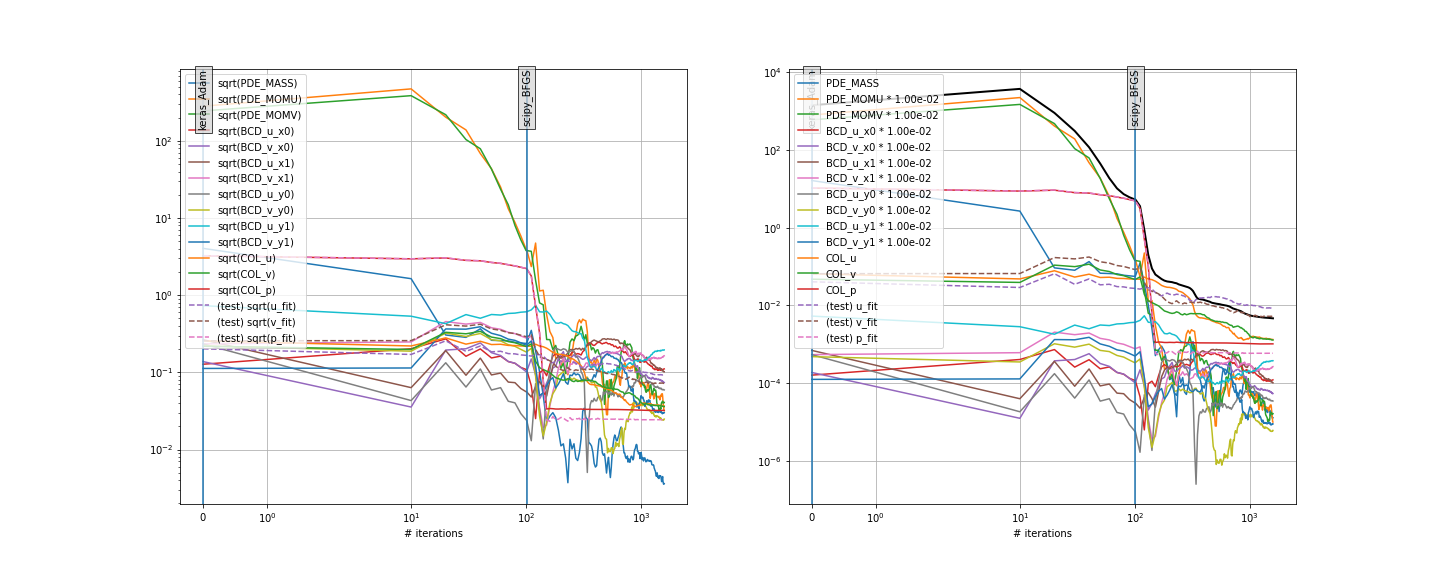 keras_Adam
scipy_BFGS
sqrt(PDE_MASS)
sqrt(PDE_MOMU)
sqrt(PDE_MOMV)
sqrt(BCD_u_x0)
sqrt(BCD_v_x0)
sqrt(BCD_u_x1)
sqrt(BCD_v_x1)
sqrt(BCD_u_y0)
sqrt(BCD_v_y0)
sqrt(BCD_u_y1)
sqrt(BCD_v_y1)
sqrt(COL_u)
sqrt(COL_v)
sqrt(COL_p)
(test) sqrt(u_fit)
(test) sqrt(v_fit)
(test) sqrt(p_fit)
10²
10¹
10⁰
10⁻¹
10⁻²
0 10⁰ 10¹ 10² 10³
# iterations
keras_Adam
scipy_BFGS
PDE_MASS
PDE_MOMU * 1.00e-02
PDE_MOMV * 1.00e-02
BCD_u_x0 * 1.00e-02
BCD_v_x0 * 1.00e-02
BCD_u_x1 * 1.00e-02
BCD_v_x1 * 1.00e-02
BCD_u_y0 * 1.00e-02
BCD_v_y0 * 1.00e-02
BCD_u_y1 * 1.00e-02
BCD_v_y1 * 1.00e-02
COL_u
COL_v
COL_p
(test) u_fit
(test) v_fit
(test) p_fit
10⁴
10²
10⁰
10⁻²
10⁻⁴
10⁻⁶
0 10⁰ 10¹ 10² 10³
# iterations